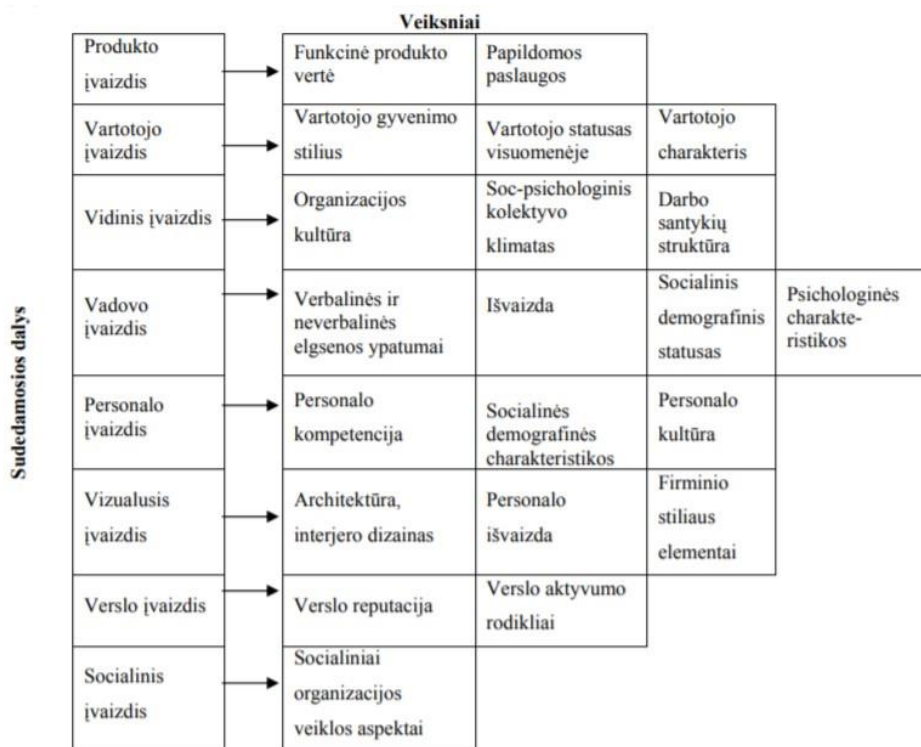 Veiksniai
Sudedamosios dalys
Produkto
įvaizdis
Funkcinė produkto
vertė
Papildomos
paslaugos
Vartotojo
įvaizdis
Vartotojo gyvenimo
stilius
Vartotojo statusas
visuomenėje
Vartotojo
charakteris
Vidinis įvaizdis
Organizacijos
kultūra
Soc-psichologinis
kolektyvo
klimatas
Darbo
santykių
struktūra
Vadovo
įvaizdis
Verbalinės ir
neverbalinės
elgsenos ypatumai
Išvaizda
Socialinis
demografinis
statusas
Psichologinės
charakte-
ristikos
Personalo
įvaizdis
Personalo
kompetencija
Socialinės
demografinės
charakteristikos
Personalo
kultūra
Vizualusis
įvaizdis
Architektūra,
interjero dizainas
Personalo
išvaizda
Firminio
stiliaus
elementai
Verslo įvaizdis
Verslo reputacija
Verslo aktyvumo
rodikliai
Socialinis
įvaizdis
Socialiniai
organizacijos
veiklos aspektai